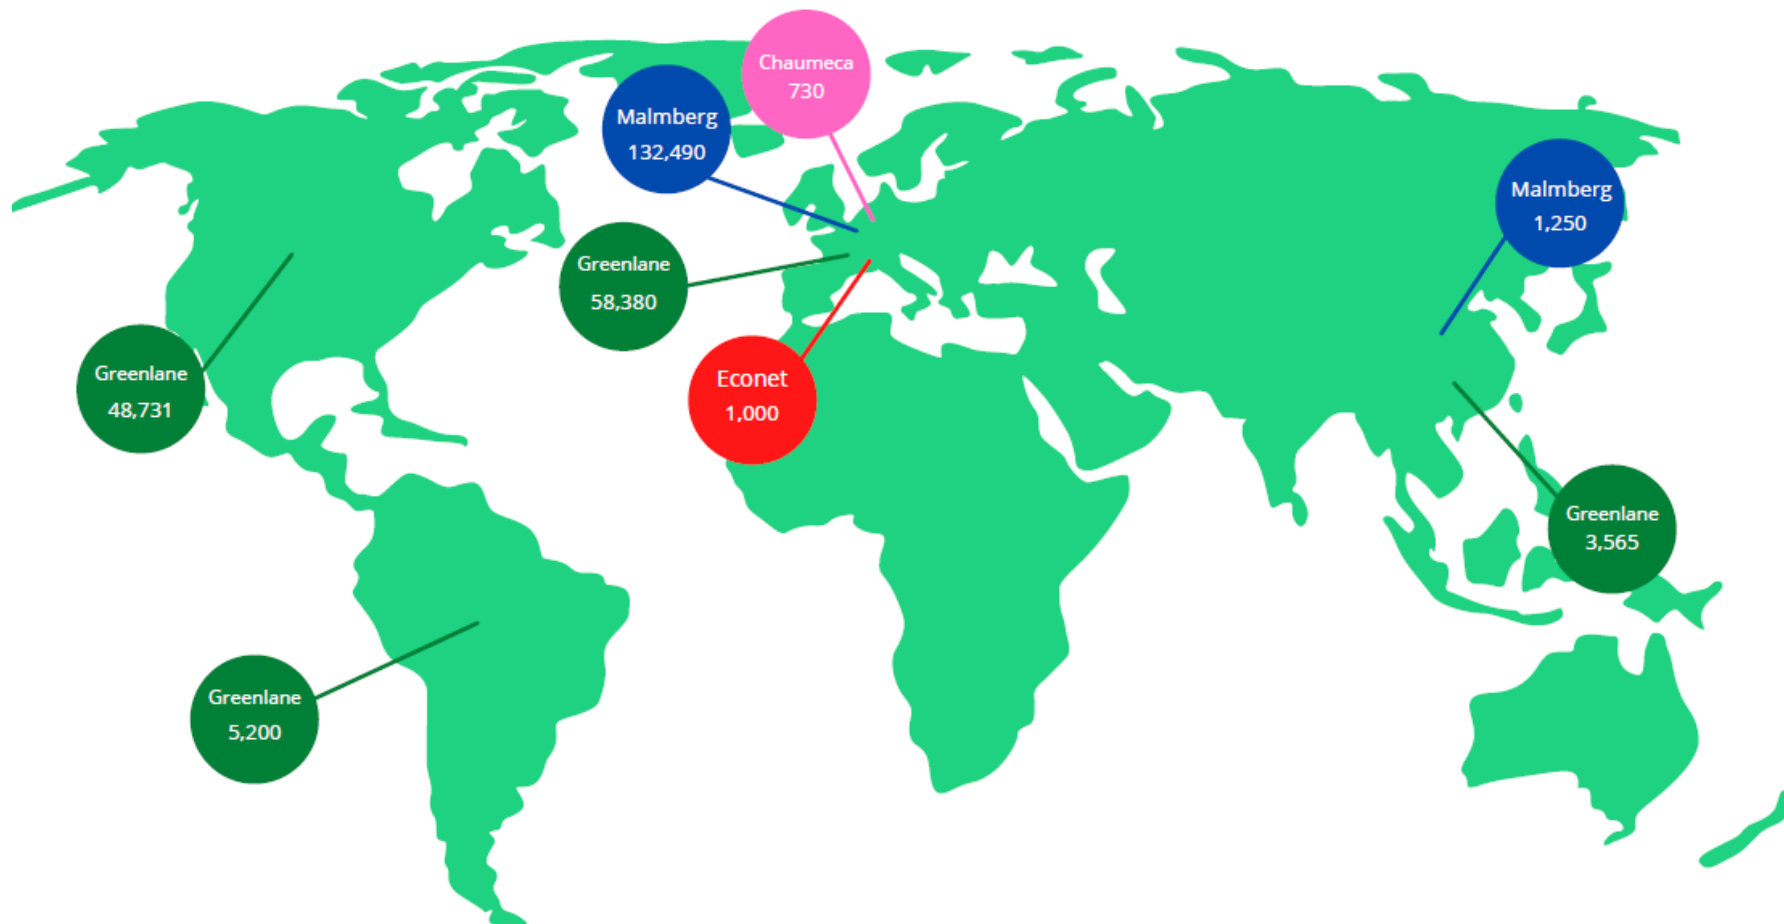 Chaumeca
730
Malmberg
132,490
Malmberg
1,250
Greenlane
58,380
Greenlane
48,731
Econet
1,000
Greenlane
3,565
Greenlane
5,200